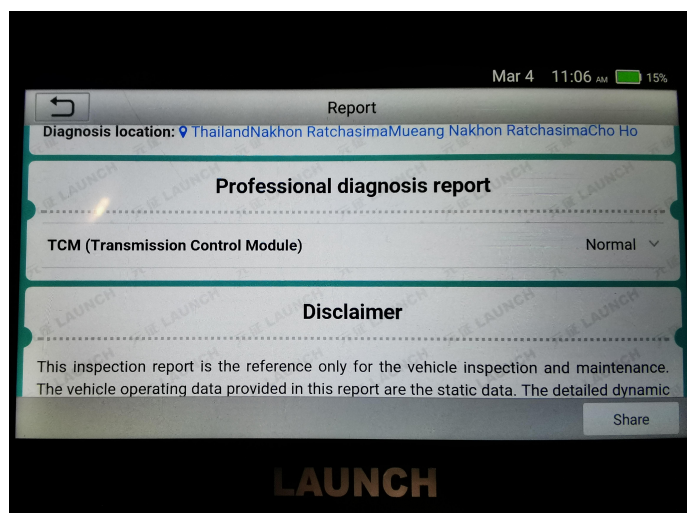 Mar 4 11:06 AM 15%
Report
Diagnosis location: ThailandNakhon RatchasimaMueang Nakhon RatchasimaCho Ho
Professional diagnosis report
TCM (Transmission Control Module) Normal
Disclaimer
This inspection report is the reference only for the vehicle inspection and maintenance.
The vehicle operating data provided in this report are the static data. The detailed dynamic
Share
LAUNCH